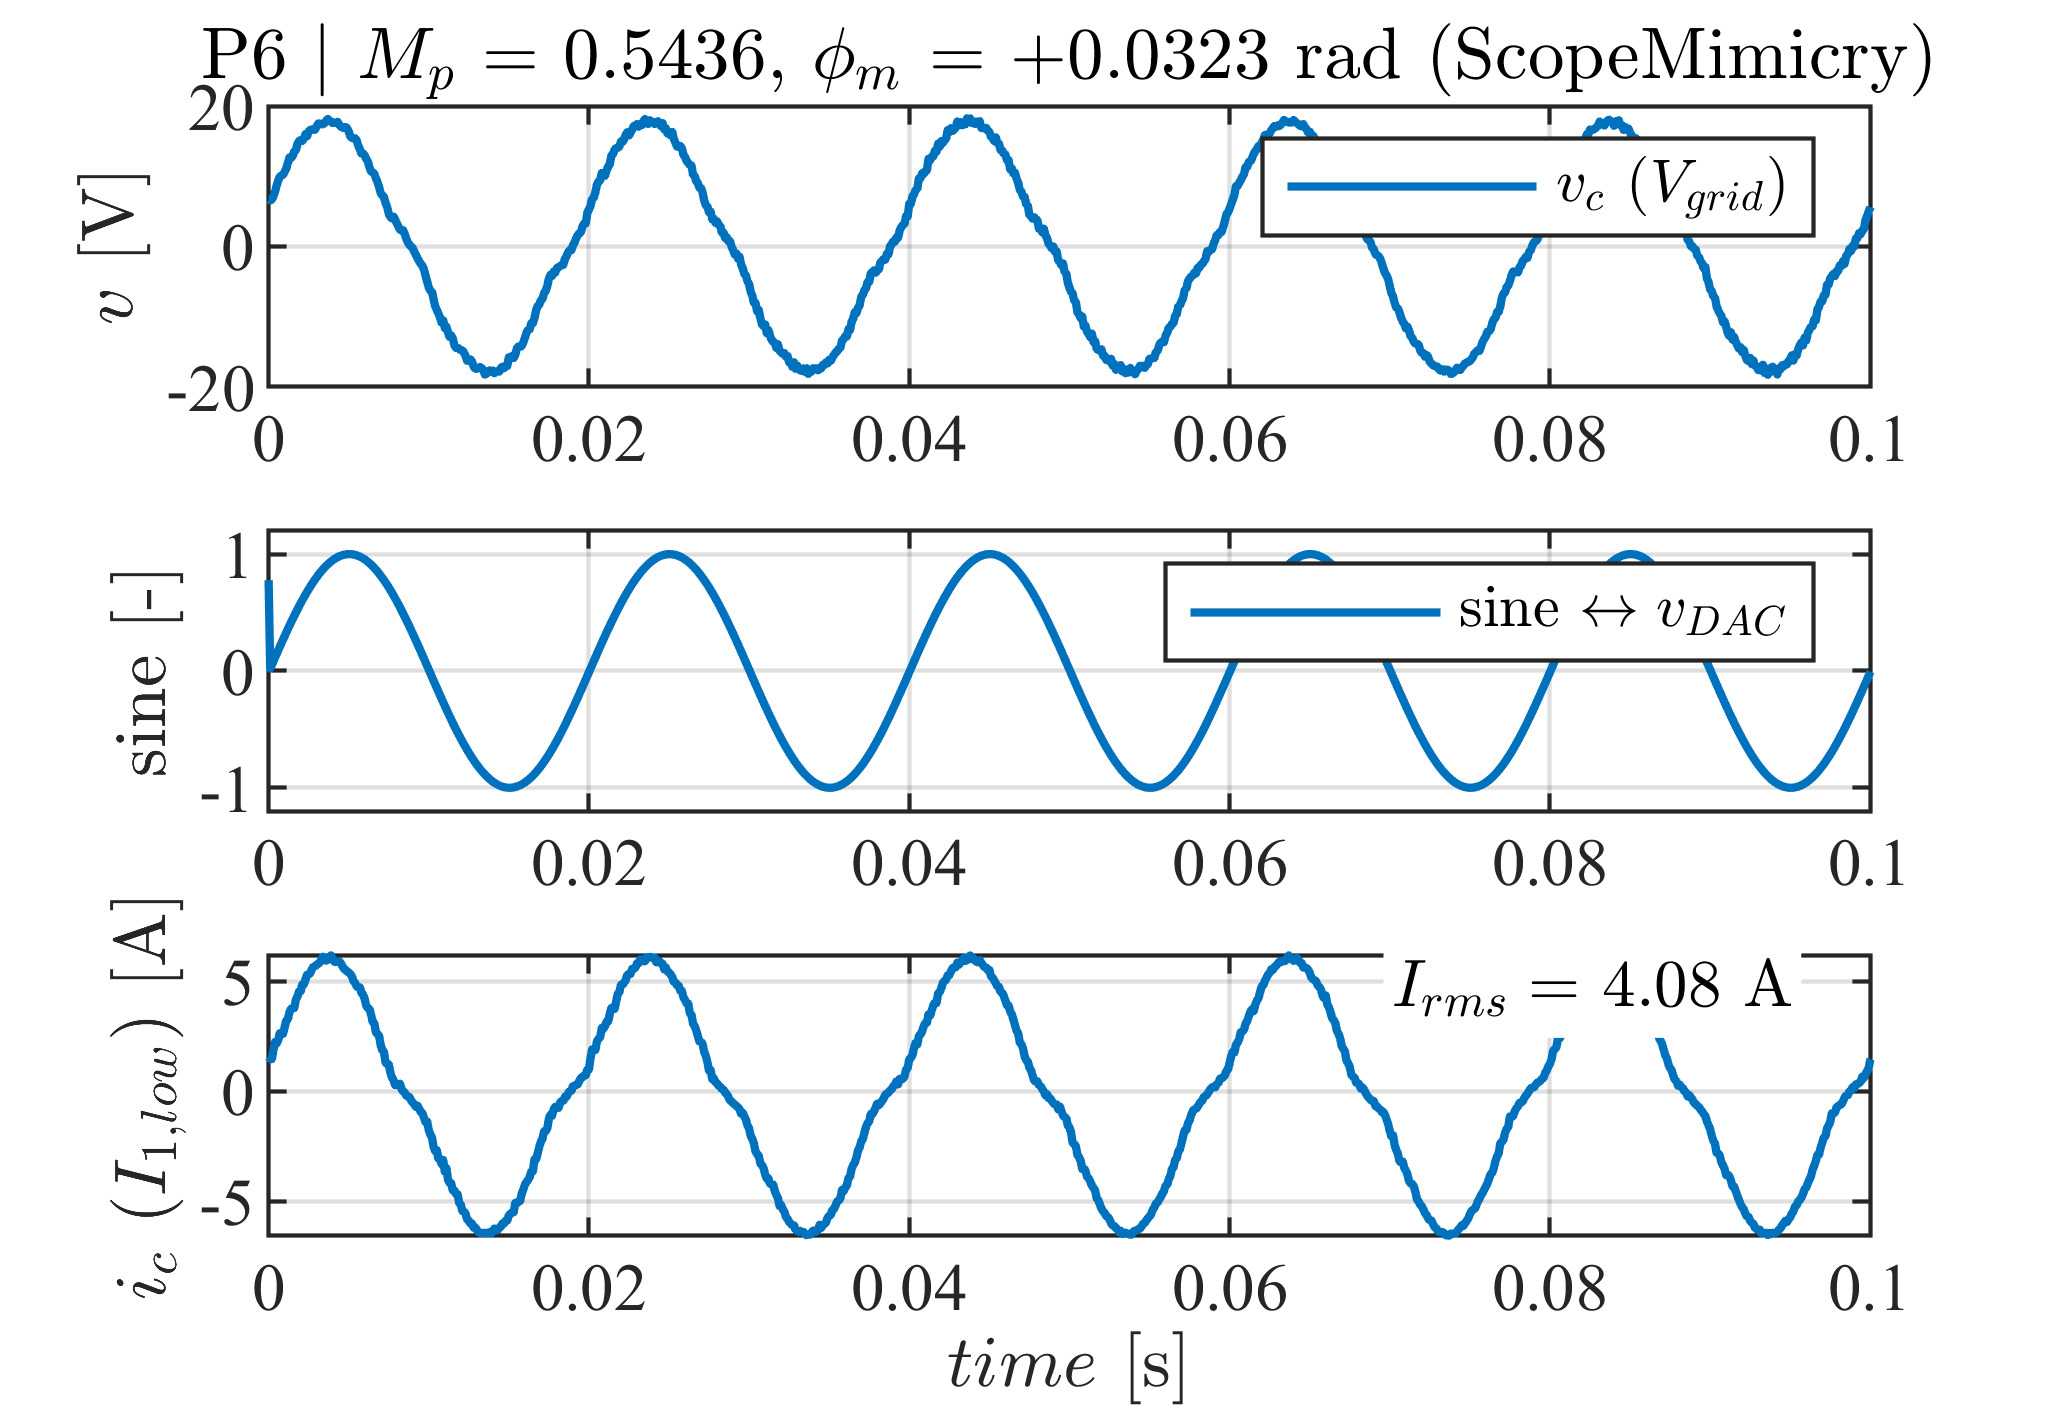 P6 | M_p = 0.5436, ϕ_m = +0.0323 rad (ScopeMimicry)
v [V]
20
0
-20
v_c (V_grid)
0 0.02 0.04 0.06 0.08 0.1
sine [-]
1
0
-1
sine ↔ v_DAC
0 0.02 0.04 0.06 0.08 0.1
i_c (I_1,low) [A]
5
0
-5
I_rms = 4.08 A
0 0.02 0.04 0.06 0.08 0.1
time [s]